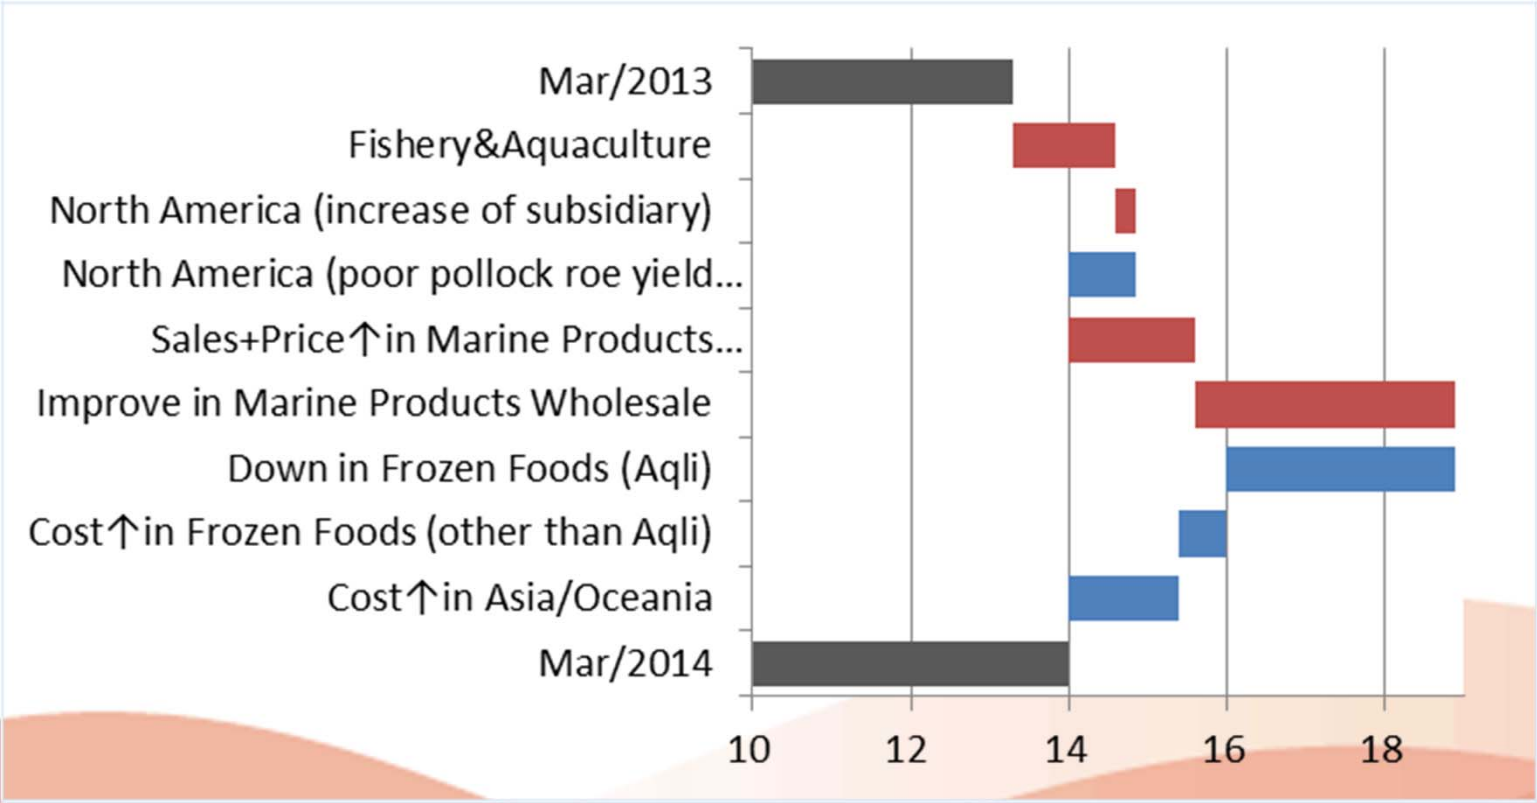 Mar/2013
Fishery&Aquaculture
North America (increase of subsidiary)
North America (poor pollock roe yield...
Sales+Price↑in Marine Products...
Improve in Marine Products Wholesale
Down in Frozen Foods (Aqli)
Cost↑in Frozen Foods (other than Aqli)
Cost↑in Asia/Oceania
Mar/2014
10 12 14 16 18